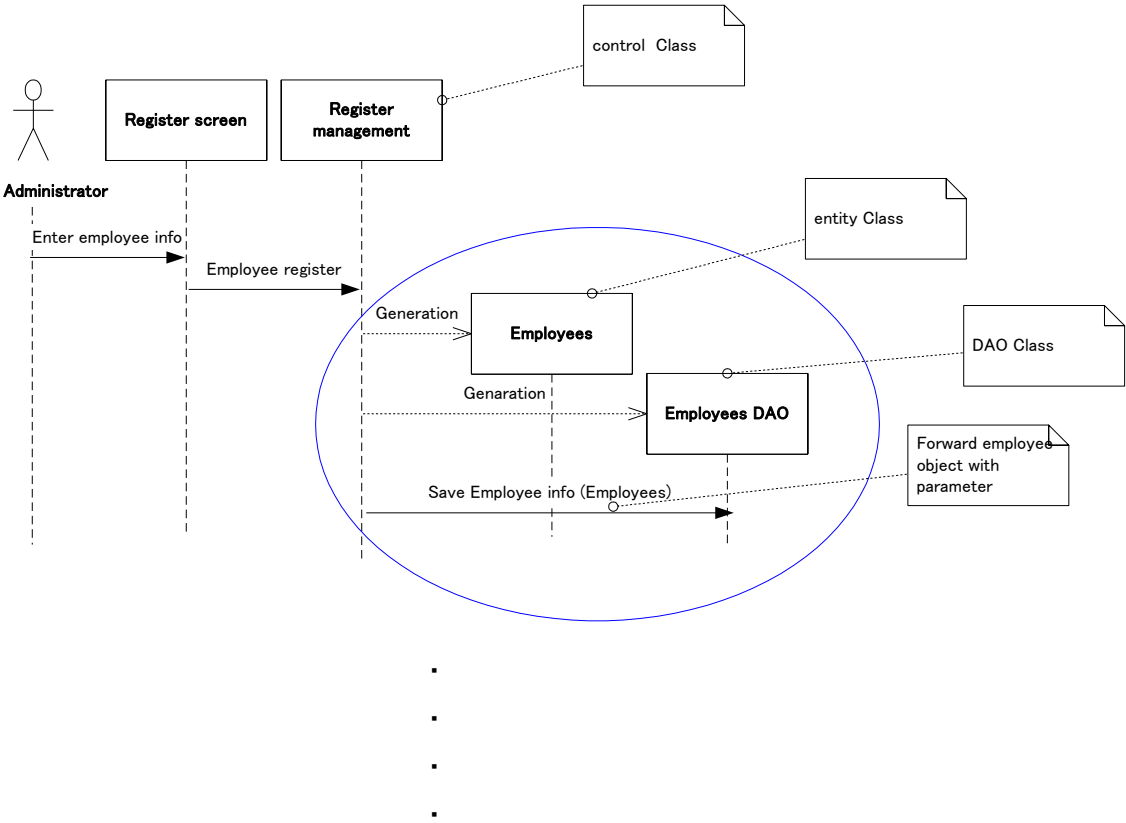 control  Class
Register screen
Register
management
Administrator
entity Class
Enter employee info
Employee register
Generation
Employees
DAO Class
Genaration
Employees DAO
Forward employee
object with
parameter
Save Employee info (Employees)